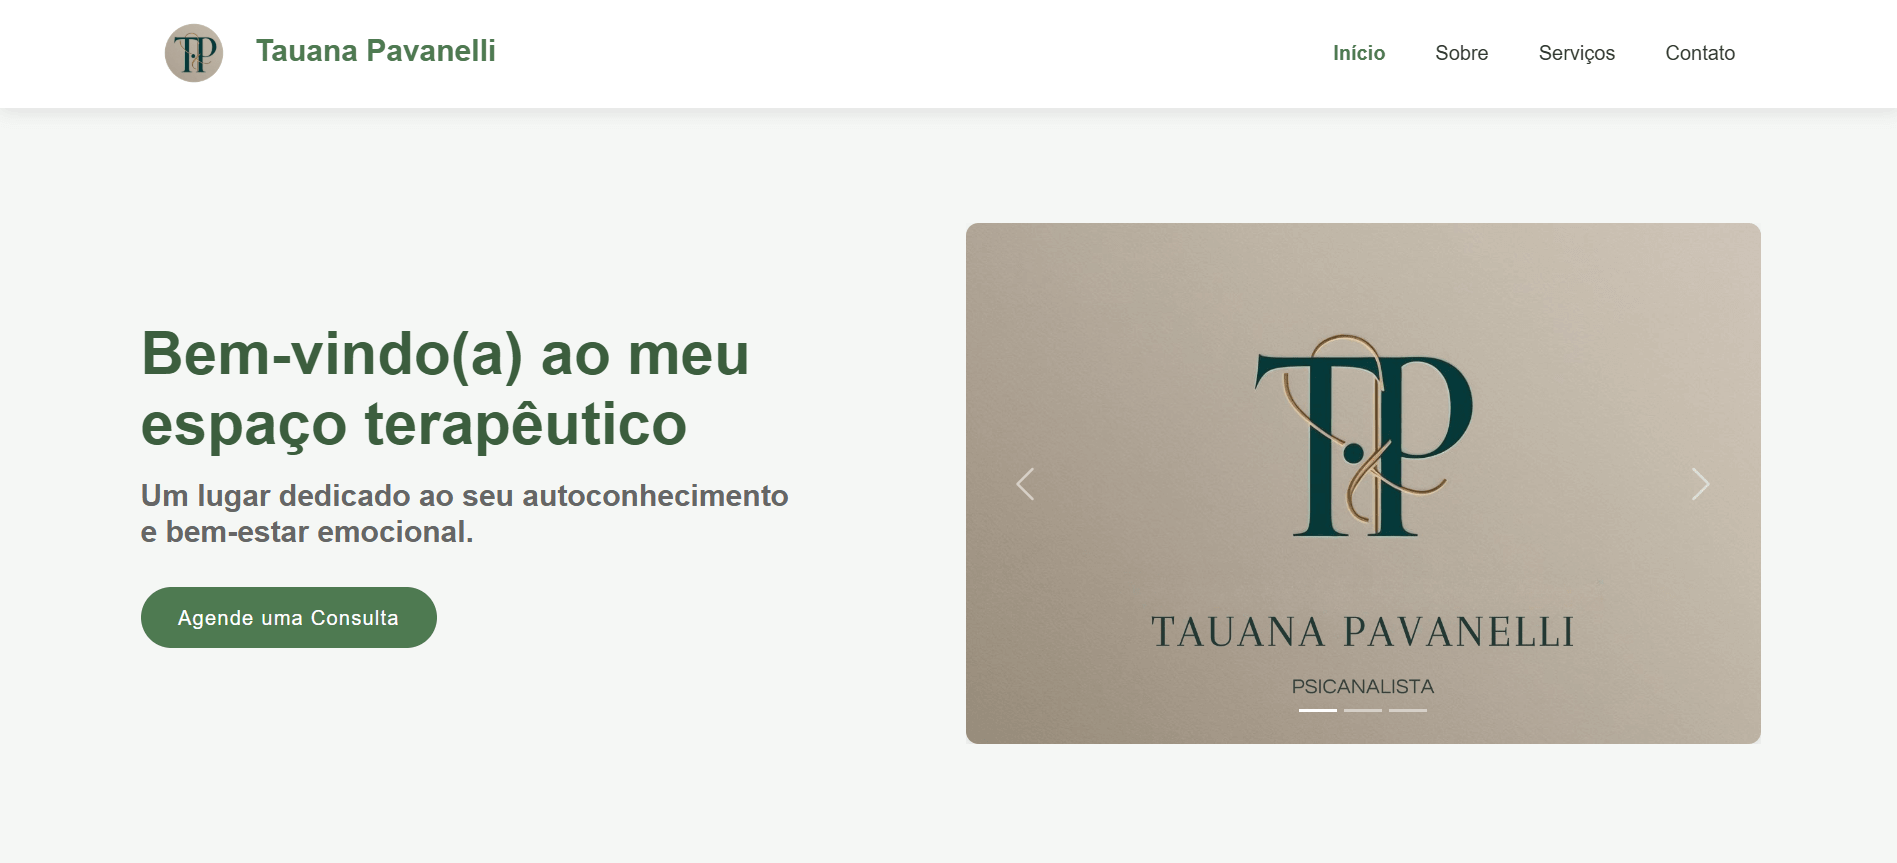 TP
Tauana Pavanelli
Início
Sobre
Serviços
Contato
Bem-vindo(a) ao meu
espaço terapêutico
Um lugar dedicado ao seu autoconhecimento
e bem-estar emocional.
Agende uma Consulta
TP
TAUANA PAVANELLI
PSICANALISTA